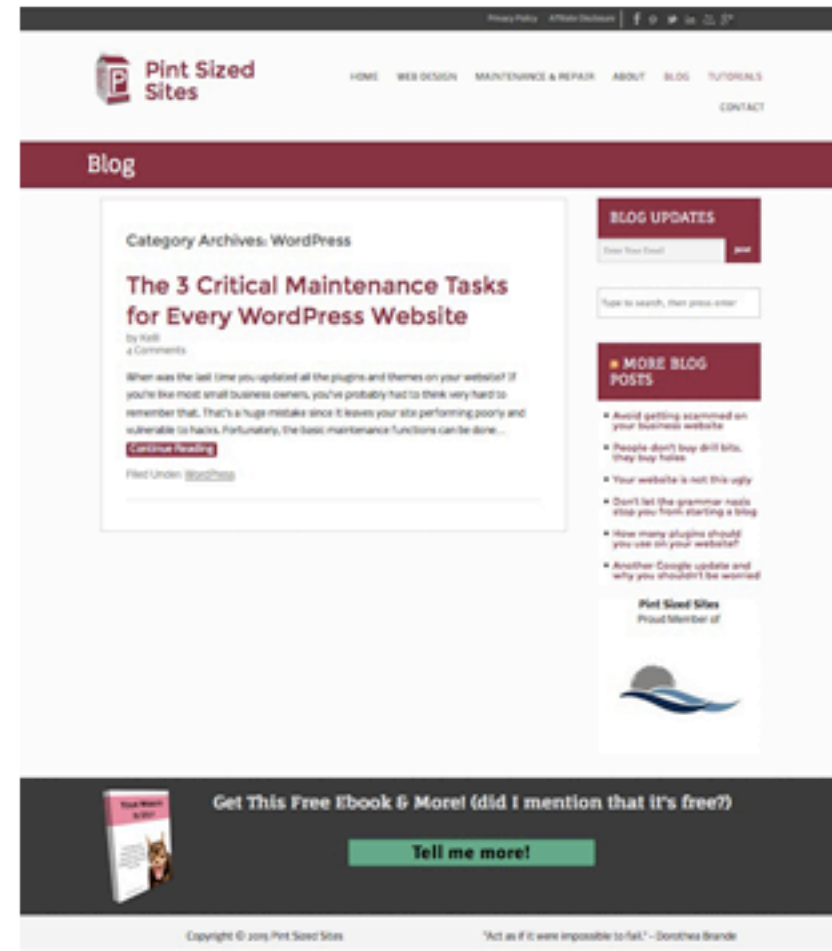 Privacy Policy Affiliate Disclosure
Pint Sized
Sites
HOME WEB DESIGN MAINTENANCE & REPAIR ABOUT BLOG TUTORIALS
CONTACT
Blog
Category Archives: WordPress
The 3 Critical Maintenance Tasks
for Every WordPress Website
by Kelli
4 Comments
When was the last time you updated all the plugins and themes on your website? If
you're like most small business owners, you've probably had to think very hard to
remember that. That's a huge mistake since it leaves your site performing poorly and
vulnerable to hacks. Fortunately, the basic maintenance functions can be done...
Continue Reading
Filed Under: WordPress
BLOG UPDATES
Enter Your Email
Type to search, then press enter
MORE BLOG
POSTS
Avoid getting scammed on
your business website
People don't buy drill bits,
they buy holes
Your website is not this ugly
Don't let the grammar nazis
stop you from starting a blog
How many plugins should
you use on your website?
Another Google update and
why you shouldn't be worried
Pint Sized Sites
Proud Member of
Get This Free Ebook & More! (did I mention that it's free?)
Tell me more!
Copyright © 2015 Pint Sized Sites
"Act as if it were impossible to fail." – Dorothea Brande